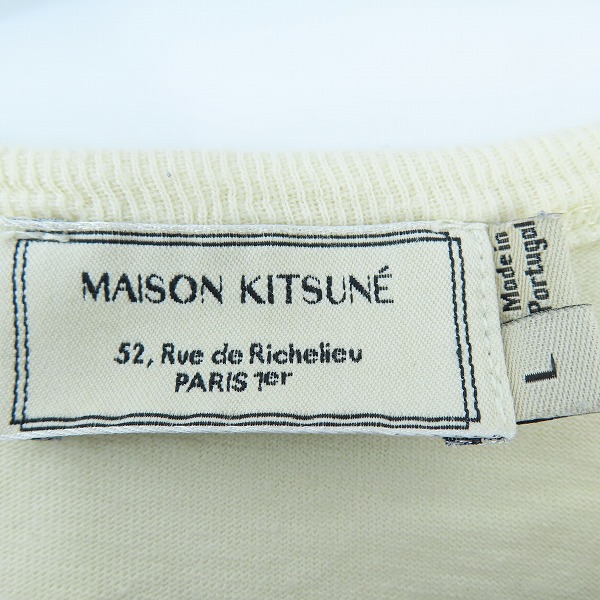 MAISON KITSUNÉ
52, Rue de Richelieu
PARIS 1er
Made in
Portugal
L